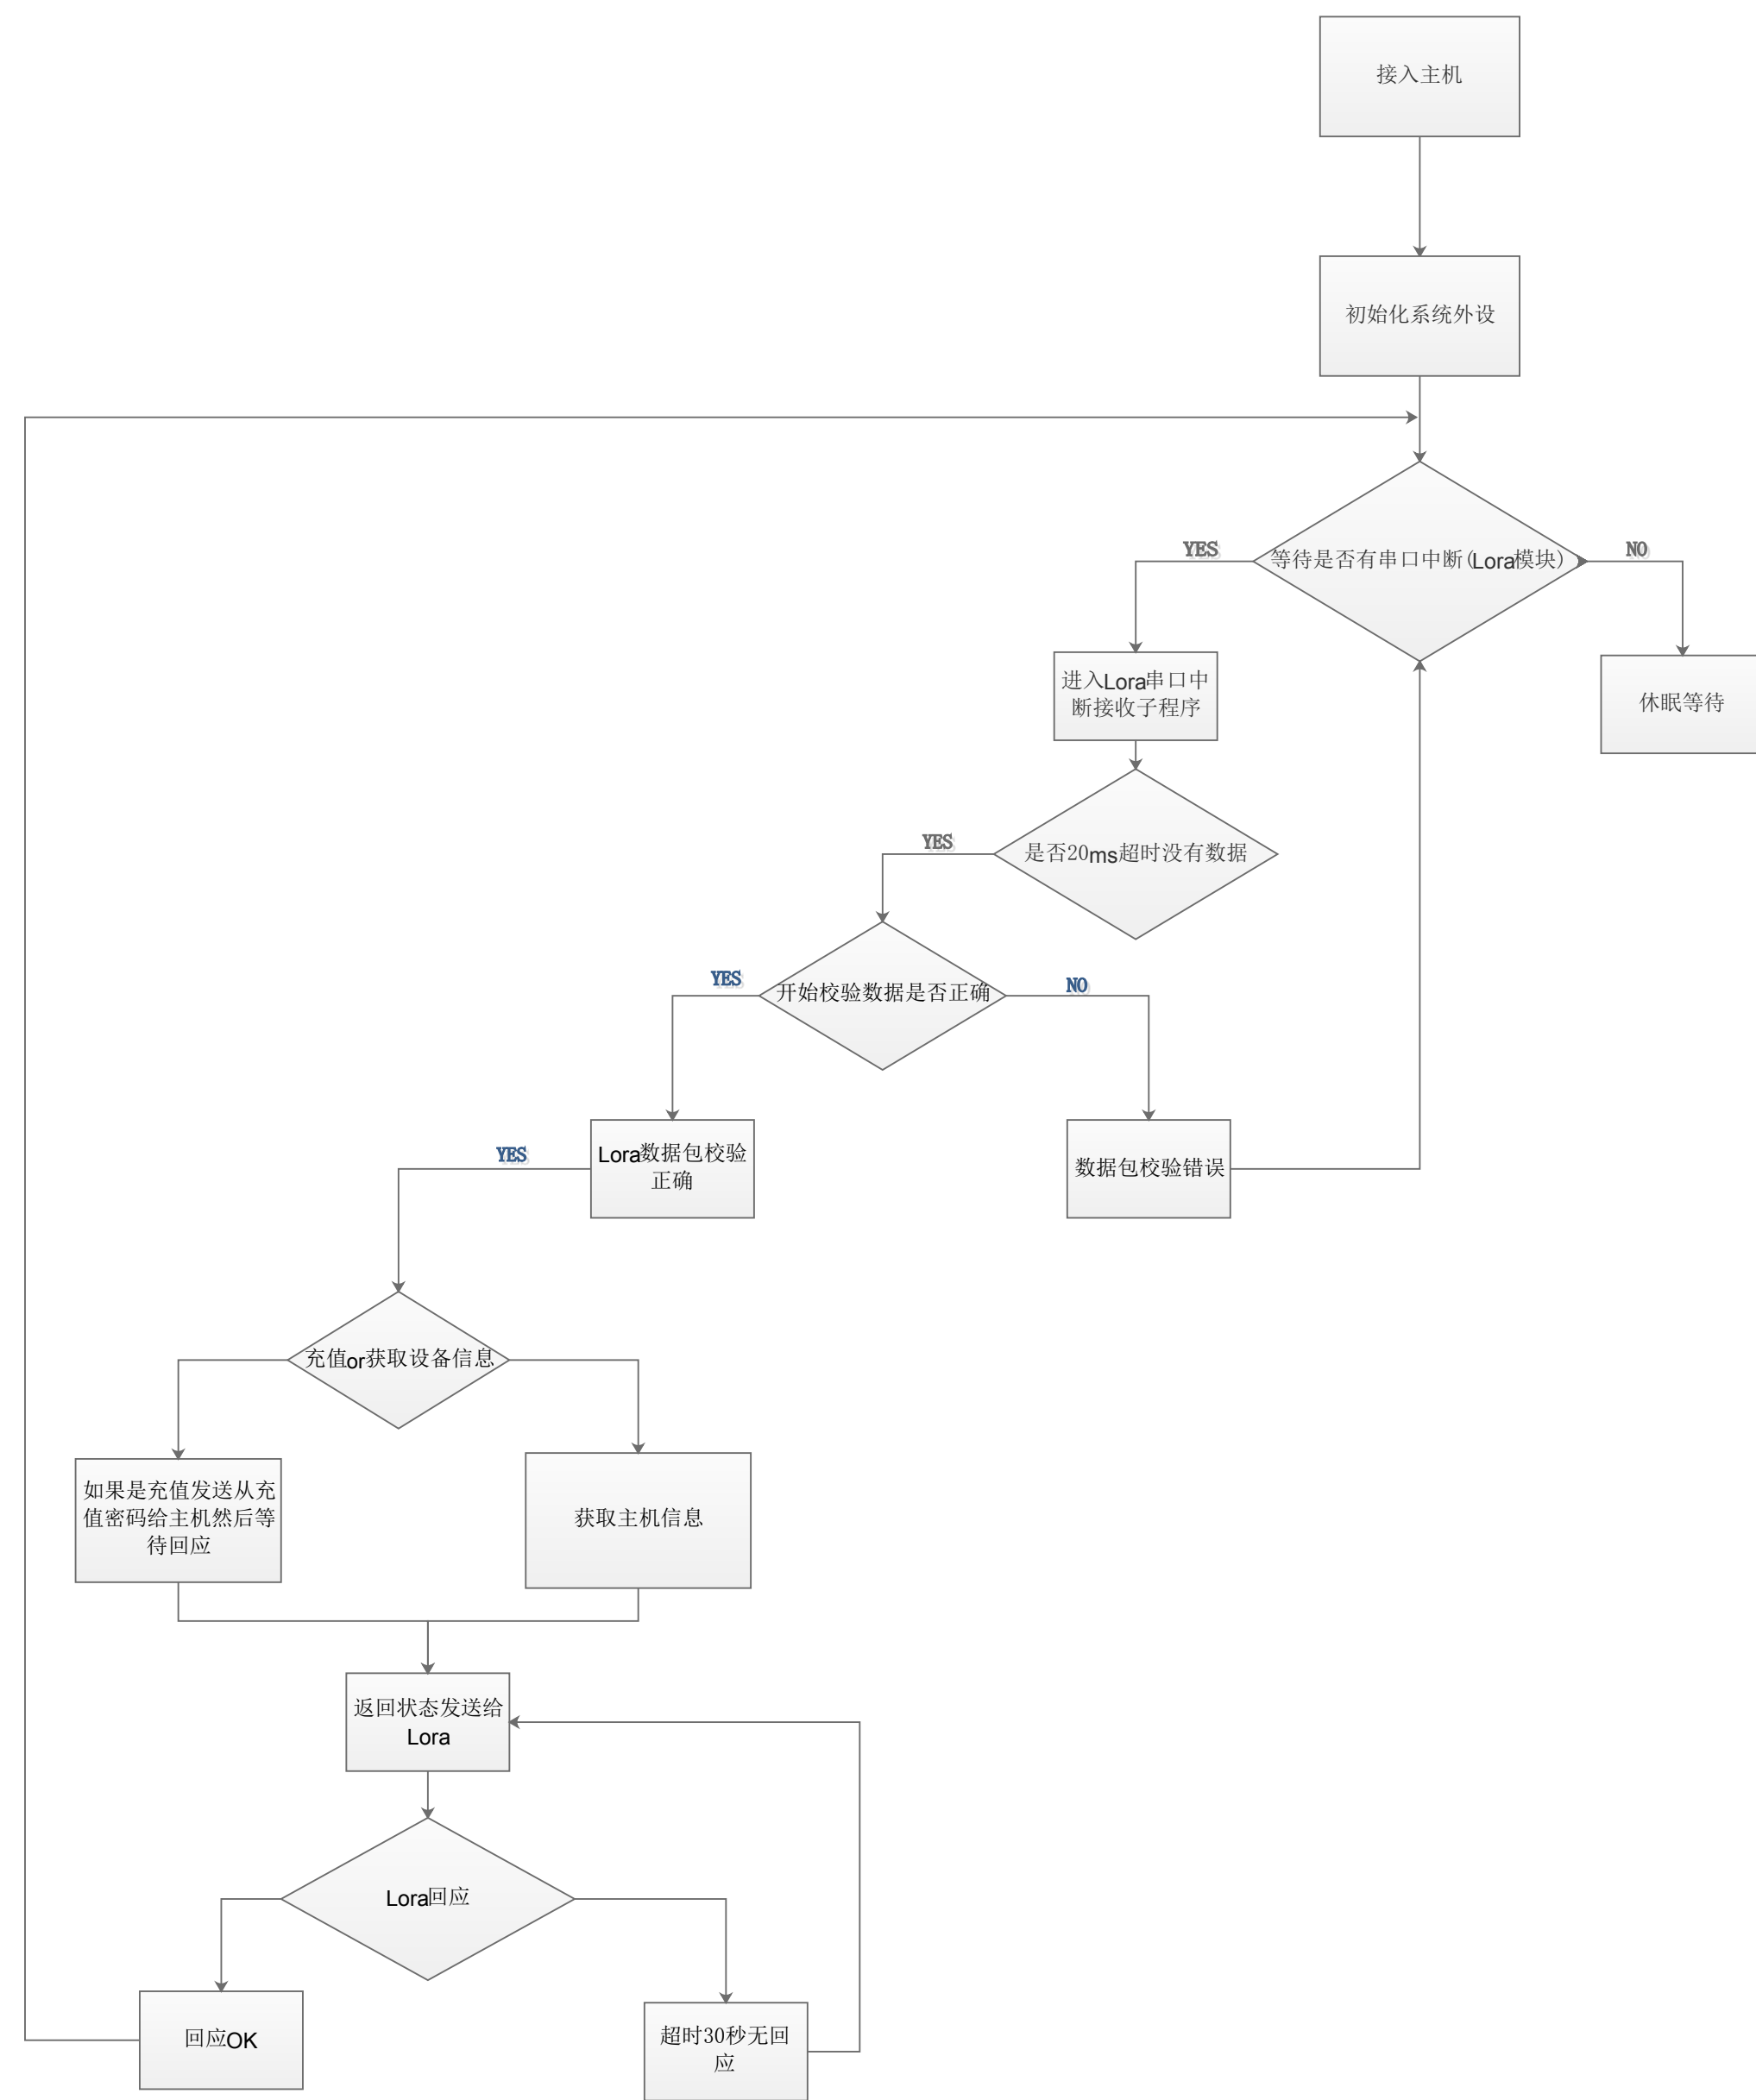 接入主机
初始化系统外设
等待是否有串口中断(Lora模块)
YES
NO
进入Lora串口中
断接收子程序
休眠等待
是否20ms超时没有数据
YES
开始校验数据是否正确
YES
NO
Lora数据包校验
正确
数据包校验错误
YES
充值or获取设备信息
如果是充值发送从充
值密码给主机然后等
待回应
获取主机信息
返回状态发送给
Lora
Lora回应
回应OK
超时30秒无回
应